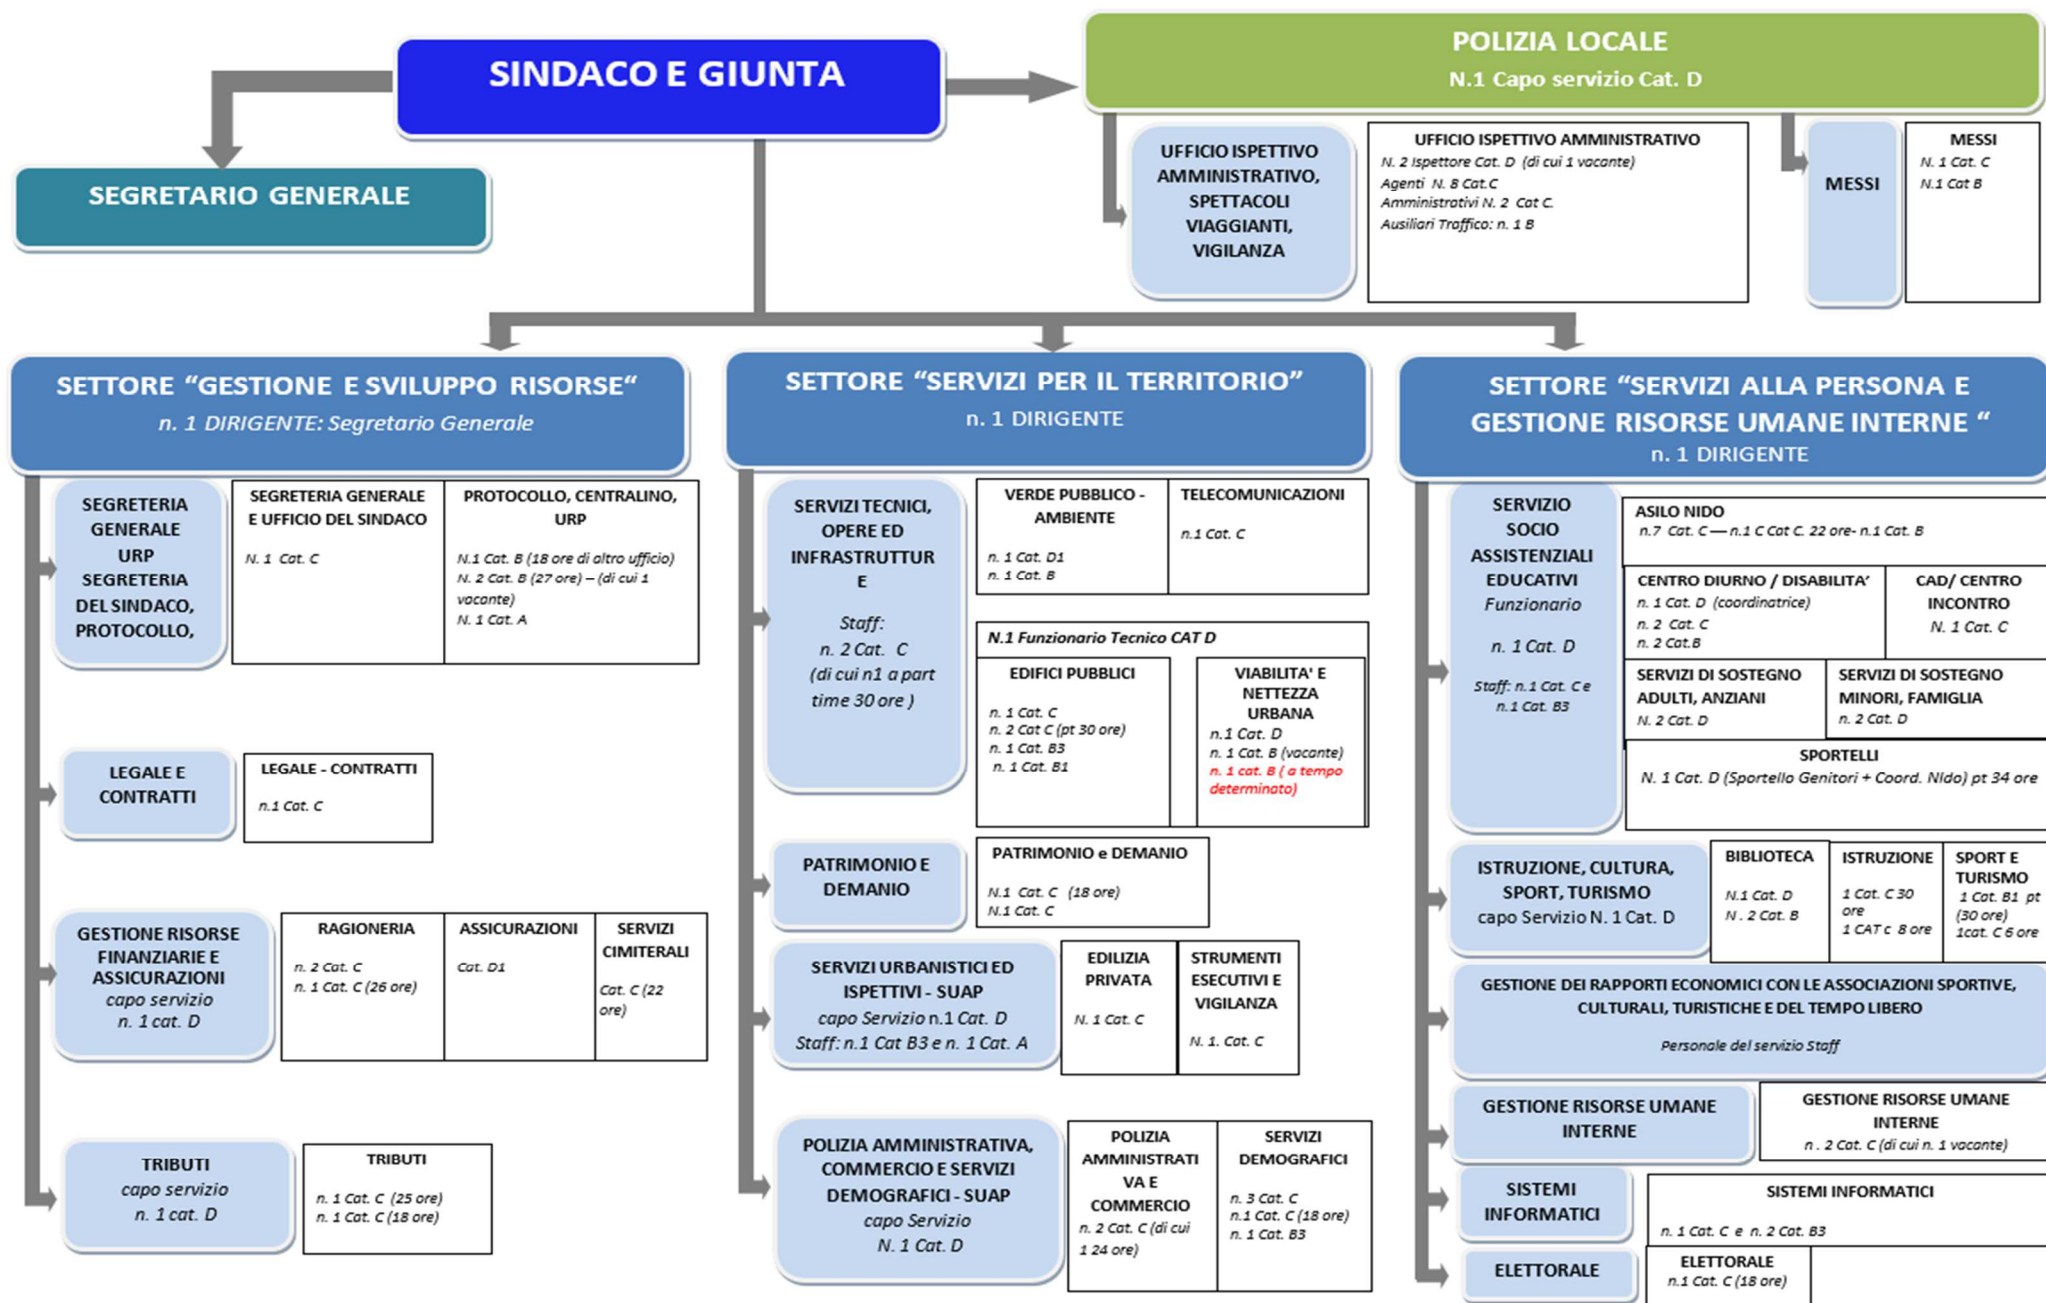 SINDACO E GIUNTA
POLIZIA LOCALE
N.1 Capo servizio Cat. D
SEGRETARIO GENERALE
UFFICIO ISPETTIVO
AMMINISTRATIVO,
SPETTACOLI
VIAGGIANTI,
VIGILANZA
UFFICIO ISPETTIVO AMMINISTRATIVO
N. 2 Ispettore Cat. D (di cui 1 vacante)
Agenti N. 8 Cat.C
Amministrativi N. 2 Cat C.
Ausiliari Traffico: n. 1 B
MESSI
MESSI
N. 1 Cat. C
N.1 Cat B
SETTORE “GESTIONE E SVILUPPO RISORSE“
n. 1 DIRIGENTE: Segretario Generale
SEGRETERIA
GENERALE
URP
SEGRETERIA
DEL SINDACO,
PROTOCOLLO,
SEGRETERIA GENERALE
E UFFICIO DEL SINDACO
N. 1 Cat. C
PROTOCOLLO, CENTRALINO,
URP
N.1 Cat. B (18 ore di altro ufficio)
N. 2 Cat. B (27 ore) – (di cui 1
vacante)
N. 1 Cat. A
LEGALE E
CONTRATTI
LEGALE - CONTRATTI
n.1 Cat. C
GESTIONE RISORSE
FINANZIARIE E
ASSICURAZIONI
capo servizio
n. 1 cat. D
RAGIONERIA
n. 2 Cat. C
n. 1 Cat. C (26 ore)
ASSICURAZIONI
Cat. D1
SERVIZI
CIMITERALI
Cat. C (22
ore)
TRIBUTI
capo servizio
n. 1 cat. D
TRIBUTI
n. 1 Cat. C (25 ore)
n. 1 Cat. C (18 ore)
SETTORE “SERVIZI PER IL TERRITORIO”
n. 1 DIRIGENTE
SERVIZI TECNICI,
OPERE ED
INFRASTRUTTUR
E
Staff:
n. 2 Cat. C
(di cui n1 a part
time 30 ore )
VERDE PUBBLICO -
AMBIENTE
n. 1 Cat. D1
n. 1 Cat. B
TELECOMUNICAZIONI
n.1 Cat. C
N.1 Funzionario Tecnico CAT D
EDIFICI PUBBLICI
n. 1 Cat. C
n. 2 Cat C (pt 30 ore)
n. 1 Cat. B3
n. 1 Cat. B1
VIABILITA' E
NETTEZZA
URBANA
n.1 Cat. D
n. 1 Cat. B (vacante)
n. 1 cat. B ( a tempo
determinato)
PATRIMONIO E
DEMANIO
PATRIMONIO e DEMANIO
N.1 Cat. C (18 ore)
N.1 Cat. C
SERVIZI URBANISTICI ED
ISPETTIVI - SUAP
capo Servizio n.1 Cat. D
Staff: n.1 Cat B3 e n. 1 Cat. A
EDILIZIA
PRIVATA
N. 1 Cat. C
STRUMENTI
ESECUTIVI E
VIGILANZA
N. 1. Cat. C
POLIZIA AMMINISTRATIVA,
COMMERCIO E SERVIZI
DEMOGRAFICI - SUAP
capo Servizio
N. 1 Cat. D
POLIZIA
AMMINISTRATI
VA E
COMMERCIO
n. 2 Cat. C (di cui
1 24 ore)
SERVIZI
DEMOGRAFICI
n. 3 Cat. C
n.1 Cat. C (18 ore)
n. 1 Cat. B3
SETTORE “SERVIZI ALLA PERSONA E
GESTIONE RISORSE UMANE INTERNE “
n. 1 DIRIGENTE
SERVIZIO
SOCIO
ASSISTENZIALI
EDUCATIVI
Funzionario
n. 1 Cat. D
Staff: n.1 Cat. C e
n.1 Cat. B3
ASILO NIDO
n.7 Cat. C — n.1 C Cat C. 22 ore- n.1 Cat. B
CENTRO DIURNO / DISABILITA’
n. 1 Cat. D (coordinatrice)
n. 2 Cat. C
n. 2 Cat.B
CAD/ CENTRO
INCONTRO
N. 1 Cat. C
SERVIZI DI SOSTEGNO
ADULTI, ANZIANI
N. 2 Cat. D
SERVIZI DI SOSTEGNO
MINORI, FAMIGLIA
n. 2 Cat. D
SPORTELLI
N. 1 Cat. D (Sportello Genitori + Coord. NIdo) pt 34 ore
ISTRUZIONE, CULTURA,
SPORT, TURISMO
capo Servizio N. 1 Cat. D
BIBLIOTECA
N.1 Cat. D
N . 2 Cat. B
ISTRUZIONE
1 Cat. C 30
ore
1 CAT c 8 ore
SPORT E
TURISMO
1 Cat. B1 pt
(30 ore)
1cat. C 6 ore
GESTIONE DEI RAPPORTI ECONOMICI CON LE ASSOCIAZIONI SPORTIVE,
CULTURALI, TURISTICHE E DEL TEMPO LIBERO
Personale del servizio Staff
GESTIONE RISORSE UMANE
INTERNE
GESTIONE RISORSE UMANE
INTERNE
n . 2 Cat. C (di cui n. 1 vacante)
SISTEMI
INFORMATICI
SISTEMI INFORMATICI
n. 1 Cat. C e n. 2 Cat. B3
ELETTORALE
ELETTORALE
n.1 Cat. C (18 ore)